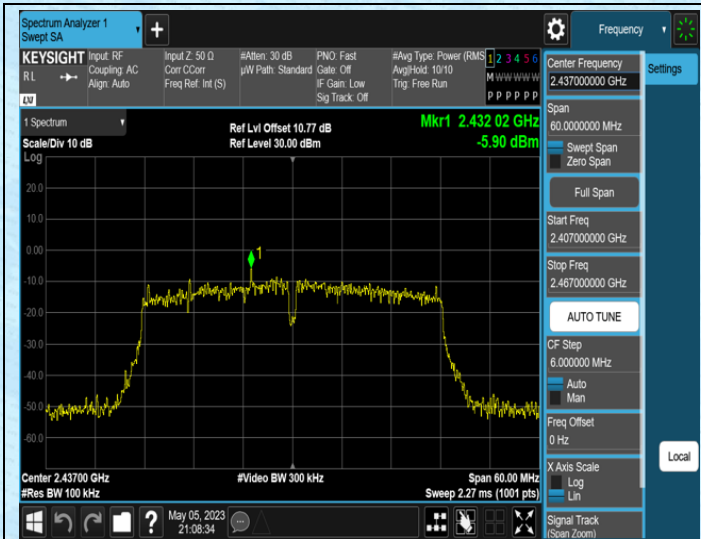 Spectrum Analyzer 1
Swept SA
+
Frequency
KEYSIGHT
R L
LXI
Input: RF
Coupling: AC
Align: Auto
Input Z: 50 Ω
Corr CCorr
Freq Ref: Int (S)
#Atten: 30 dB
µW Path: Standard
PNO: Fast
Gate: Off
IF Gain: Low
Sig Track: Off
#Avg Type: Power (RMS
Avg|Hold: 10/10
Trig: Free Run
1 2 3 4 5 6
M W W W W W
P P P P P P
1 Spectrum
Scale/Div 10 dB
Ref Lvl Offset 10.77 dB
Ref Level 30.00 dBm
Mkr1 2.432 02 GHz
-5.90 dBm
Log
20.0
10.0
0.00
-10.0
-20.0
-30.0
-40.0
-50.0
-60.0
1
Center 2.43700 GHz
#Res BW 100 kHz
#Video BW 300 kHz
Span 60.00 MHz
Sweep 2.27 ms (1001 pts)
?
May 05, 2023
21:08:34
Center Frequency
2.437000000 GHz
Span
60.0000000 MHz
Swept Span
Zero Span
Full Span
Start Freq
2.407000000 GHz
Stop Freq
2.467000000 GHz
AUTO TUNE
CF Step
6.000000 MHz
Auto
Man
Freq Offset
0 Hz
X Axis Scale
Log
Lin
Signal Track
(Span Zoom)
Settings
Local